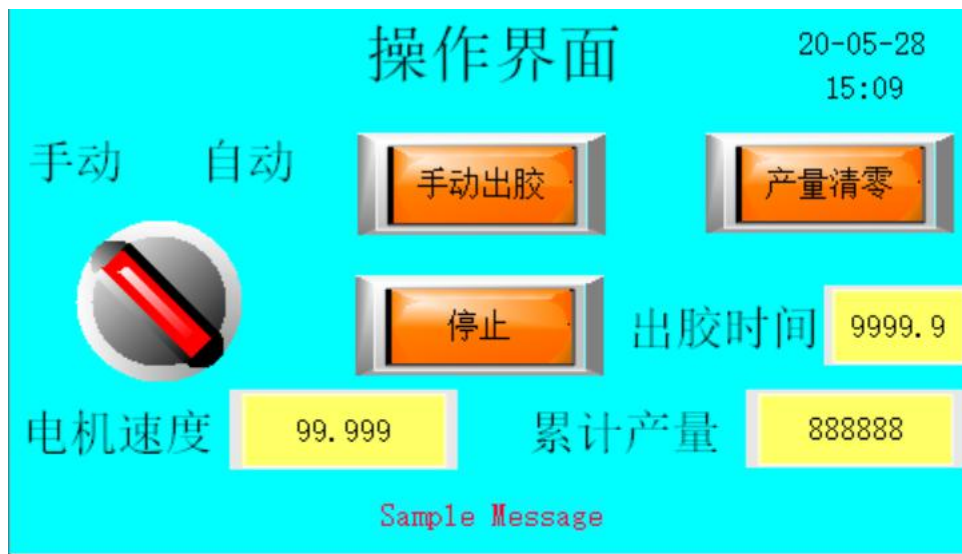 操作界面
20-05-28
15:09
手动 自动
手动出胶
产量清零
停止
出胶时间 9999.9
电机速度 99.999
累计产量 888888
Sample Message